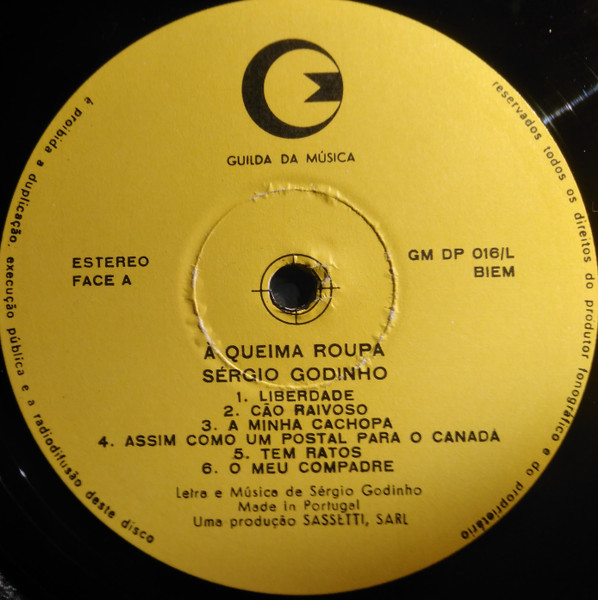 GUILDA DA MÚSICA
ESTEREO
FACE A
GM DP 016/L
BIEM
À QUEIMA ROUPA
SÉRGIO GODINHO
1. LIBERDADE
2. CÃO RAIVOSO
3. A MINHA CACHOPA
4. ASSIM COMO UM POSTAL PARA O CANADÁ
5. TEM RATOS
6. O MEU COMPADRE
Letra e Música de Sérgio Godinho
Made in Portugal
Uma produção SASSETTI, SARL
reservados todos os direitos do produtor fonográfico e do proprietário
é proibida a duplicação, execução pública e a radiodifusão deste disco